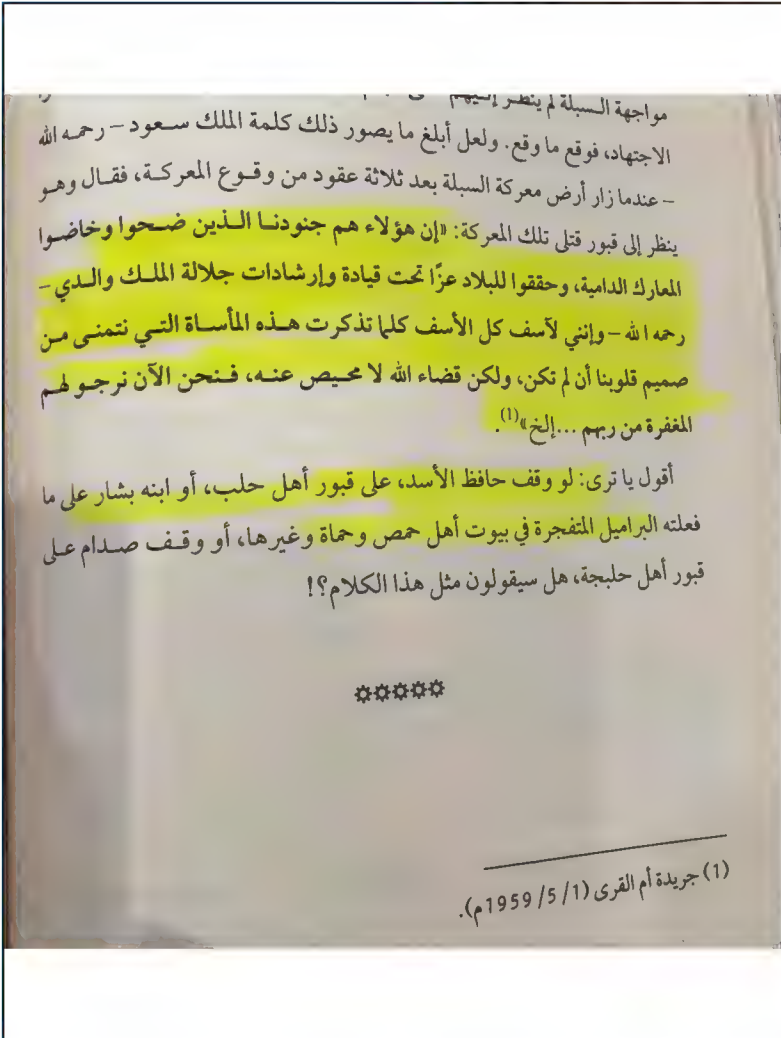 مواجهة السبلة لم ينظر إليهم
الاجتهاد، فوقع ما وقع. ولعل أبلغ ما يصور ذلك كلمة الملك سعود – رحمه الله
– عندما زار أرض معركة السبلة بعد ثلاثة عقود من وقوع المعركة، فقال وهو
ينظر إلى قبور قتلى تلك المعركة: «إن هؤلاء هم جنودنا الذين ضحوا وخاضوا
المعارك الدامية، وحققوا للبلاد عزًا تحت قيادة وإرشادات جلالة الملك والدي –
رحمه الله – وإنني لآسف كل الأسف كلما تذكرت هذه المأساة التي نتمنى من
صميم قلوبنا أن لم تكن، ولكن قضاء الله لا محيص عنه، فنحن الآن نرجو لهم
المغفرة من ربهم ...إلخ»(1).
أقول يا ترى: لو وقف حافظ الأسد، على قبور أهل حلب، أو ابنه بشار على ما
فعلته البراميل المتفجرة في بيوت أهل حمص وحماة وغيرها، أو وقف صدام على
قبور أهل حلبجة، هل سيقولون مثل هذا الكلام؟!
☼☼☼☼☼
(1) جريدة أم القرى (1/ 5/ 1959م).